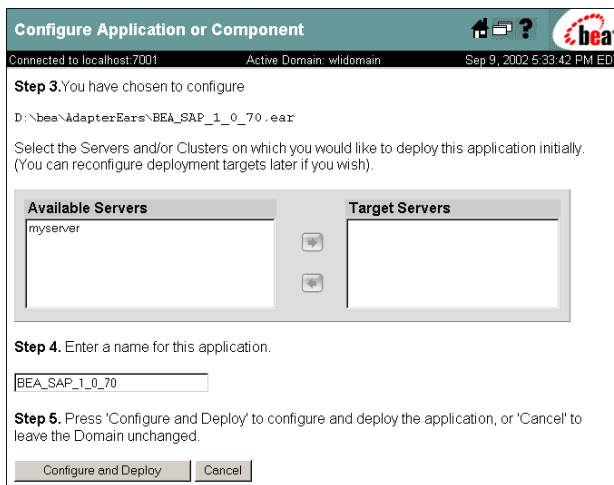 Configure Application or Component
?
bea
Connected to localhost:7001 Active Domain: wlidomain Sep 9, 2002 5:33:42 PM ED
Step 3.You have chosen to configure
D:\bea\AdapterEars\BEA_SAP_1_0_70.ear
Select the Servers and/or Clusters on which you would like to deploy this application initially.
(You can reconfigure deployment targets later if you wish).
Available Servers Target Servers
myserver
Step 4. Enter a name for this application.
BEA_SAP_1_0_70
Step 5. Press 'Configure and Deploy' to configure and deploy the application, or 'Cancel' to
leave the Domain unchanged.
Configure and Deploy Cancel